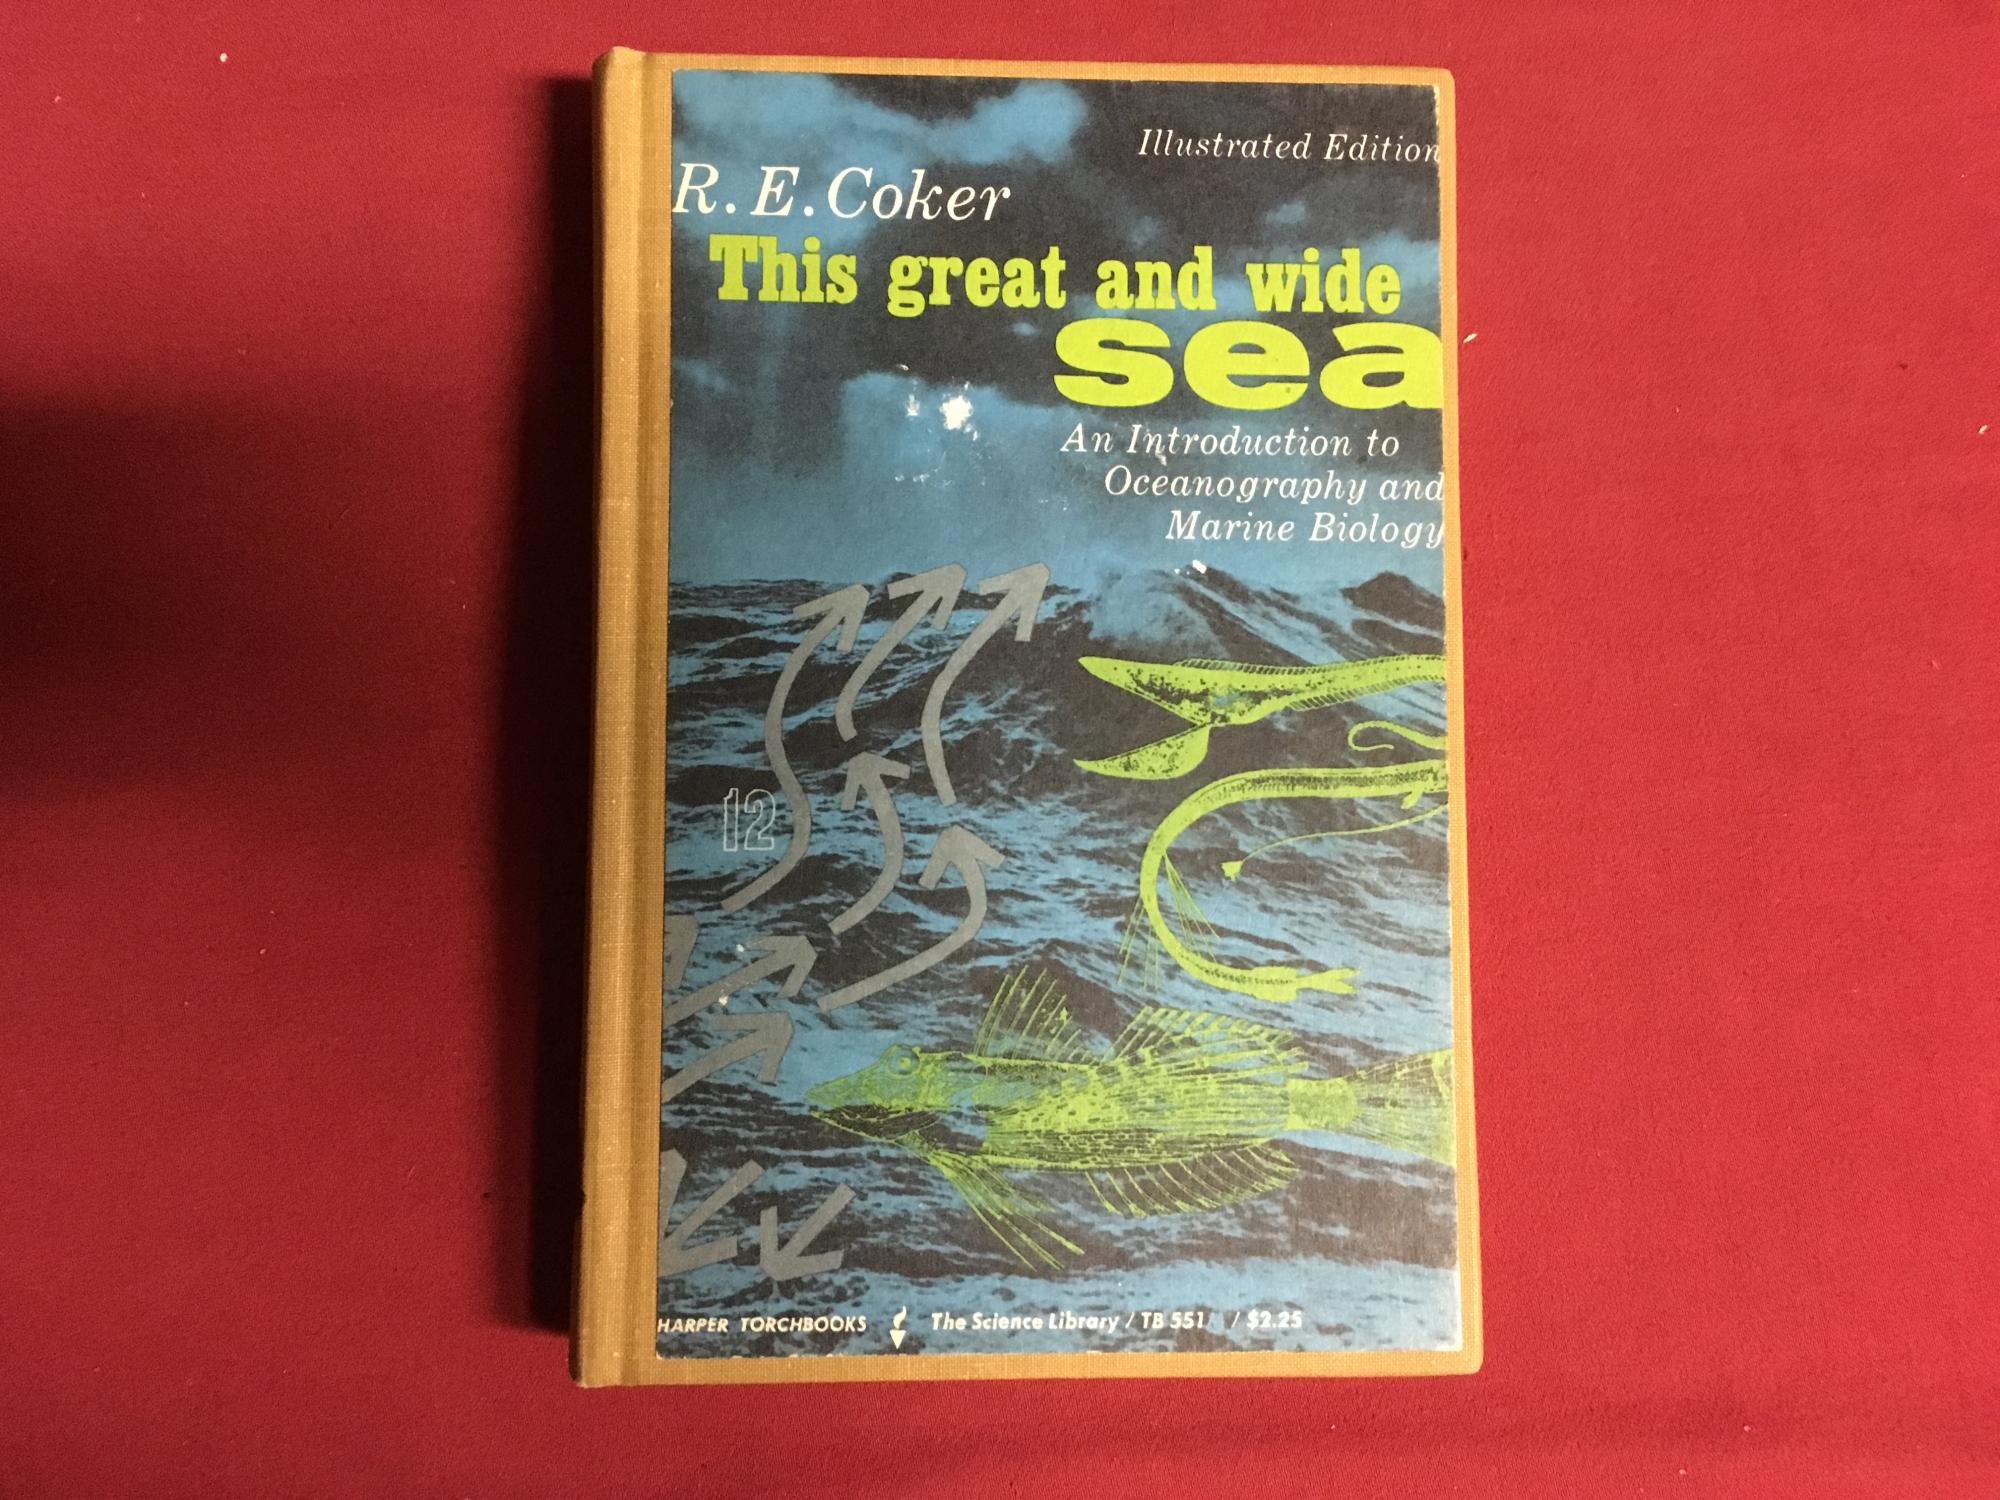 Illustrated Edition
R. E. Coker
This great and wide
sea
An Introduction to
Oceanography and
Marine Biology
12
HARPER TORCHBOOKS The Science Library / TB 551 / $2.25